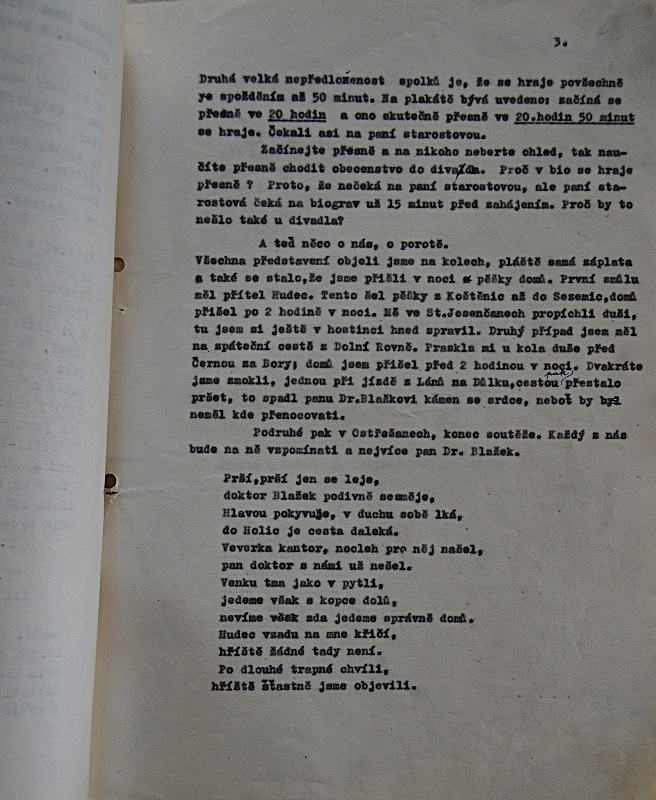 3.
Druhá velká nepředloženost spolků je, že se hraje povšechně
ye spožděním až 50 minut. Na plakátě bývá uvedeno: začíná se
přesně ve 20 hodin a ono skutečně přesně ve 20.hodin 50 minut
se hraje. Čekali asi na paní starostovou.
Začínejte přesně a na nikoho neberte ohled, tak nau-
číte přesně chodit obecenstvo do divadla. Proč v bio se hraje
přesně ? Proto, že nečeká na paní starostovou, ale paní sta-
rostová čeká na biograv už 15 minut před zahájením. Proč by to
nešlo také u divadla?
A teď něco o nás, o porotě.
Všechna představení objeli jsme na kolech, pláště samá záplata
a také se stalo,že jsme přišli v noci pěšky domů. První smůlu
měl přítel Hudec. Tento šel pěšky z Koštěnic až do Sezemic,domů
přišel po 2 hodině v noci. Mě ve St.Jesenčanech propíchli duši,
tu jsem si ještě v hostinci hned spravil. Druhý případ jsem měl
na zpáteční cestě z Dolní Rovně. Praskla mi u kola duše před
Černou za Bory; domů jsem přišel před 2 hodinou v noci. Dvakráte
jsme zmokli, jednou při jízdě z Lánů na Důlku,cestou pak přestalo
pršet, to spadl panu Dr.Blažkovi kámen se srdce, neboť by byl
neměl kde přenocovati.
Podruhé pak v Ostřešanech, konec soutěže. Každý z nás
bude na ně vzpomínati a nejvíce pan Dr. Blažek.
Prší,prší jen se leje,
doktor Blažek podivně sesměje,
Hlavou pokyvuje, v duchu sobě lká,
do Holic je cesta daleká.
Veverka kantor, nocleh pro něj našel,
pan doktor s námi už nešel.
Venku tma jako v pytli,
jedeme však s kopce dolů,
nevíme však zda jedeme správně domů.
Hudec vzadu na mne křičí,
hříště žádné tady není.
Po dlouhé trapné chvíli,
hříště šťastně jsme objevili.